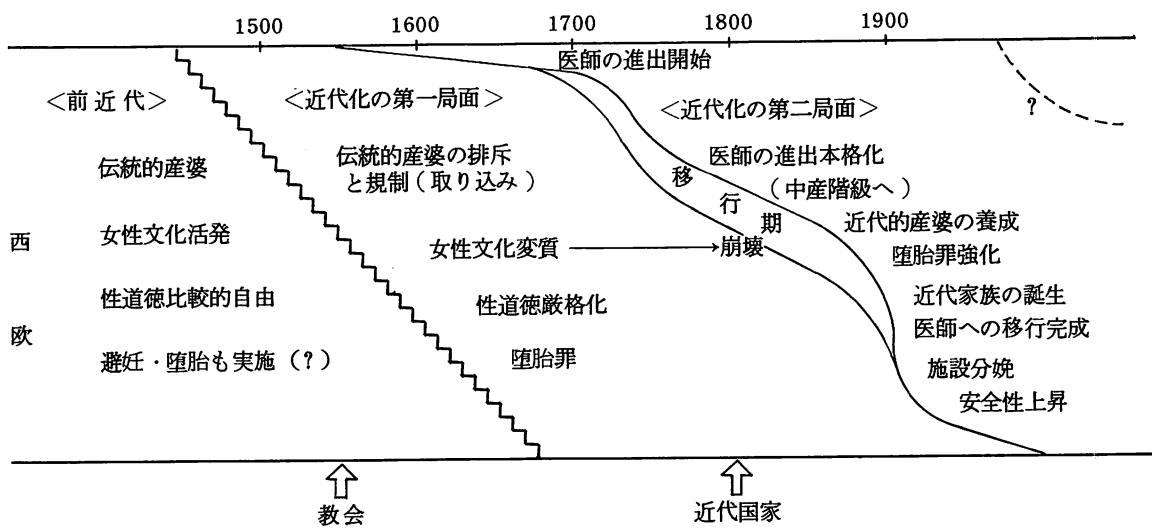 1500 1600 1700 1800 1900
医師の進出開始
<前近代>
<近代化の第一局面>
<近代化の第二局面>
?
伝統的産婆
伝統的産婆の排斥
と規制(取り込み)
医師の進出本格化
(中産階級へ)
移行期
近代的産婆の養成
西欧
女性文化活発
女性文化変質
崩壊
堕胎罪強化
性道徳比較的自由
性道徳厳格化
近代家族の誕生
医師への移行完成
避妊・堕胎も実施(?)
堕胎罪
施設分娩
安全性上昇
教会
近代国家